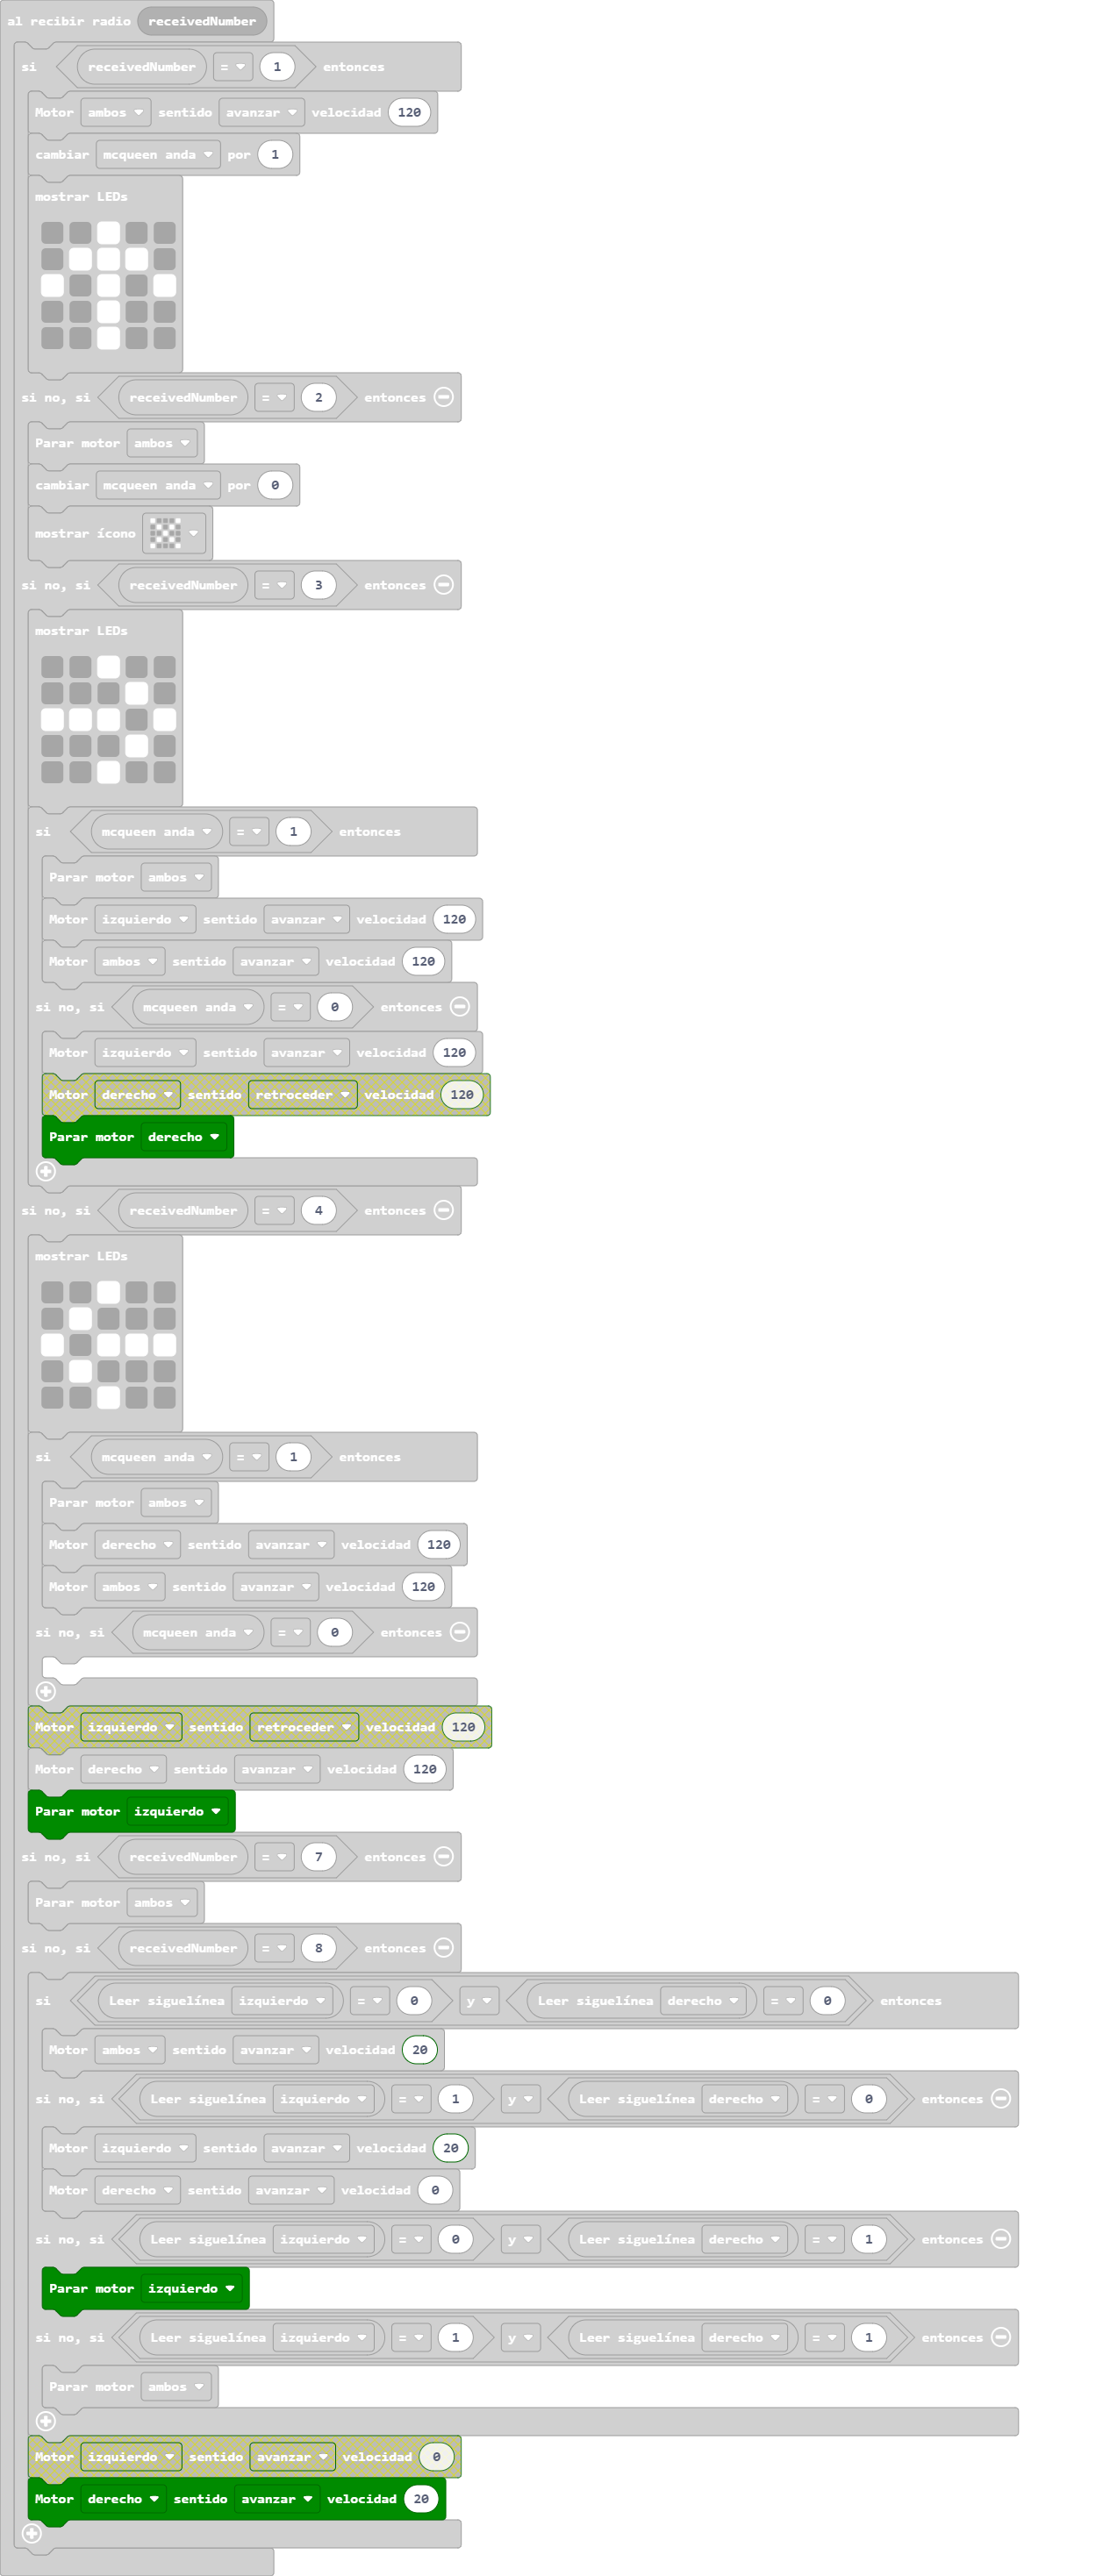 al recibir radio receivedNumber
si receivedNumber = 1 entonces
Motor ambos sentido avanzar velocidad 120
cambiar mcqueen anda por 1
mostrar LEDs
si no, si receivedNumber = 2 entonces
Parar motor ambos
cambiar mcqueen anda por 0
mostrar ícono
si no, si receivedNumber = 3 entonces
mostrar LEDs
si mcqueen anda = 1 entonces
Parar motor ambos
Motor izquierdo sentido avanzar velocidad 120
Motor ambos sentido avanzar velocidad 120
si no, si mcqueen anda = 0 entonces
Motor izquierdo sentido avanzar velocidad 120
Motor derecho sentido retroceder velocidad 120
Parar motor derecho
si no, si receivedNumber = 4 entonces
mostrar LEDs
si mcqueen anda = 1 entonces
Parar motor ambos
Motor derecho sentido avanzar velocidad 120
Motor ambos sentido avanzar velocidad 120
si no, si mcqueen anda = 0 entonces
Motor izquierdo sentido retroceder velocidad 120
Motor derecho sentido avanzar velocidad 120
Parar motor izquierdo
si no, si receivedNumber = 7 entonces
Parar motor ambos
si no, si receivedNumber = 8 entonces
si Leer siguelínea izquierdo = 0 y Leer siguelínea derecho = 0 entonces
Motor ambos sentido avanzar velocidad 20
si no, si Leer siguelínea izquierdo = 1 y Leer siguelínea derecho = 0 entonces
Motor izquierdo sentido avanzar velocidad 20
Motor derecho sentido avanzar velocidad 0
si no, si Leer siguelínea izquierdo = 0 y Leer siguelínea derecho = 1 entonces
Parar motor izquierdo
si no, si Leer siguelínea izquierdo = 1 y Leer siguelínea derecho = 1 entonces
Parar motor ambos
Motor izquierdo sentido avanzar velocidad 0
Motor derecho sentido avanzar velocidad 20